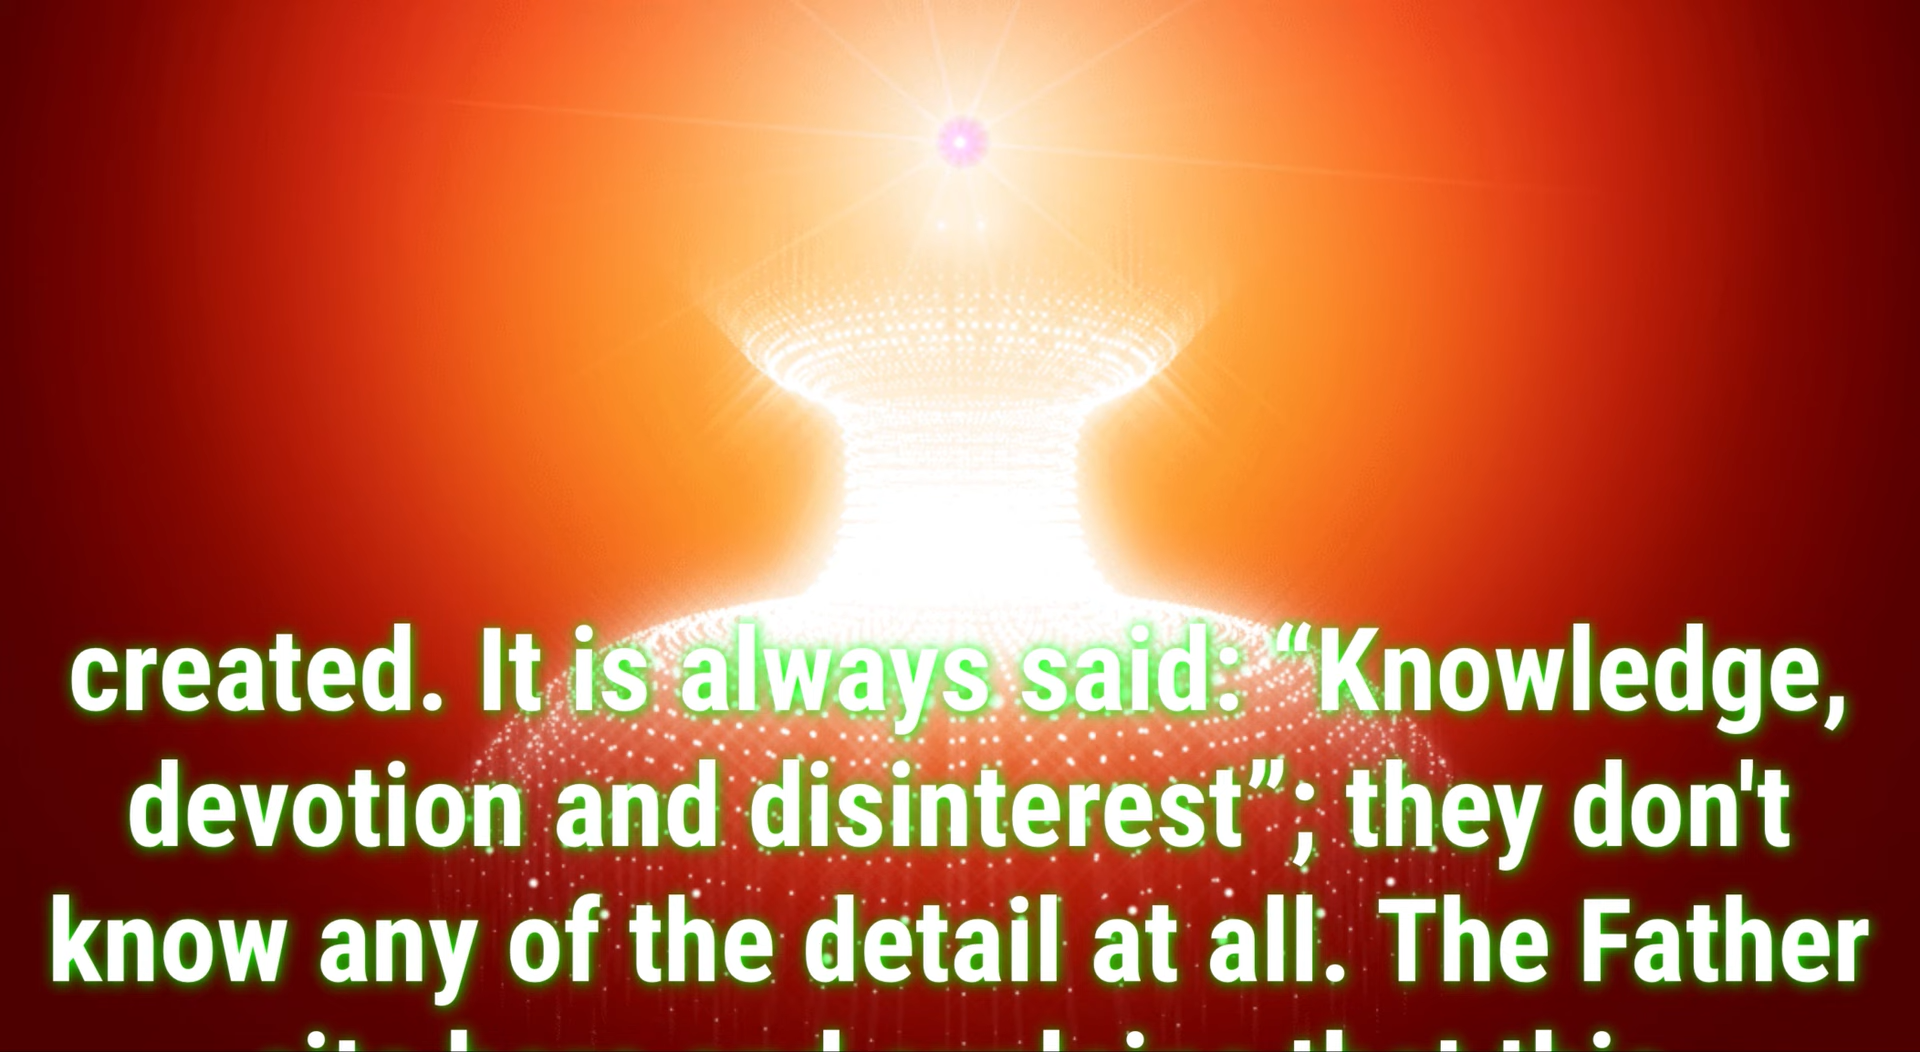 created. It is always said: “Knowledge,
devotion and disinterest”; they don't
know any of the detail at all. The Father